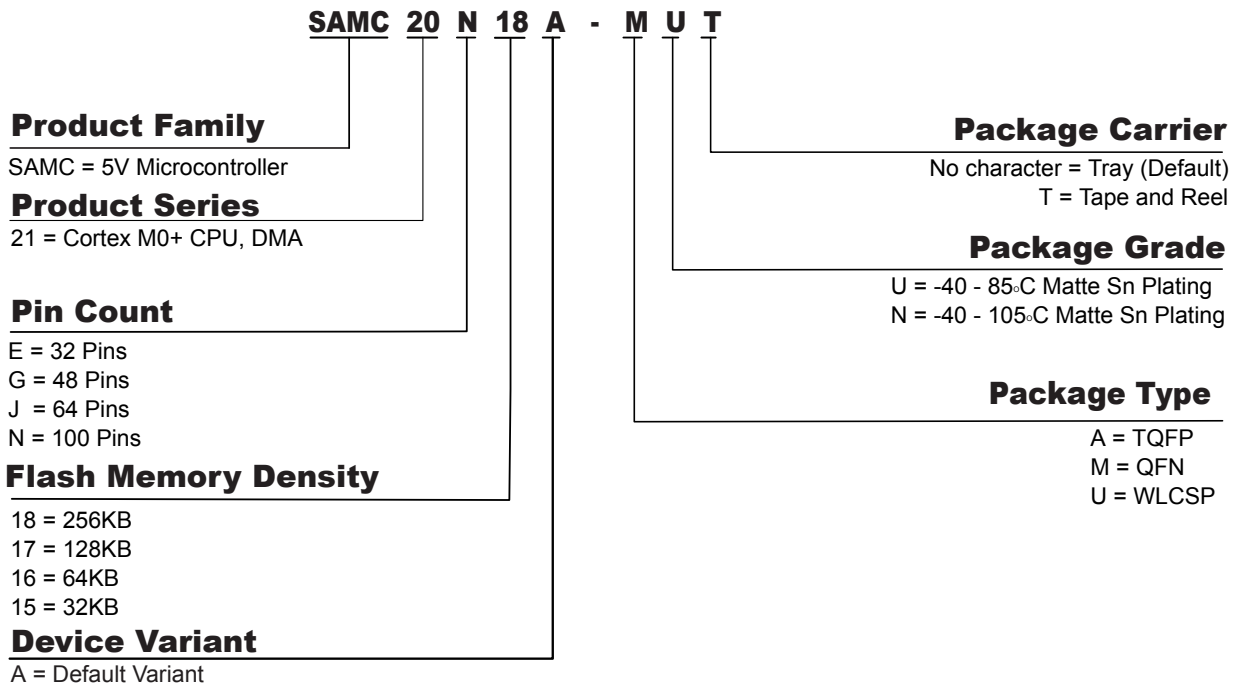 SAMC 20 N 18 A - M U T
Product Family
SAMC = 5V Microcontroller
Product Series
21 = Cortex M0+ CPU, DMA
Pin Count
E = 32 Pins
G = 48 Pins
J = 64 Pins
N = 100 Pins
Flash Memory Density
18 = 256KB
17 = 128KB
16 = 64KB
15 = 32KB
Device Variant
A = Default Variant
Package Carrier
No character = Tray (Default)
T = Tape and Reel
Package Grade
U = -40 - 85°C Matte Sn Plating
N = -40 - 105°C Matte Sn Plating
Package Type
A = TQFP
M = QFN
U = WLCSP